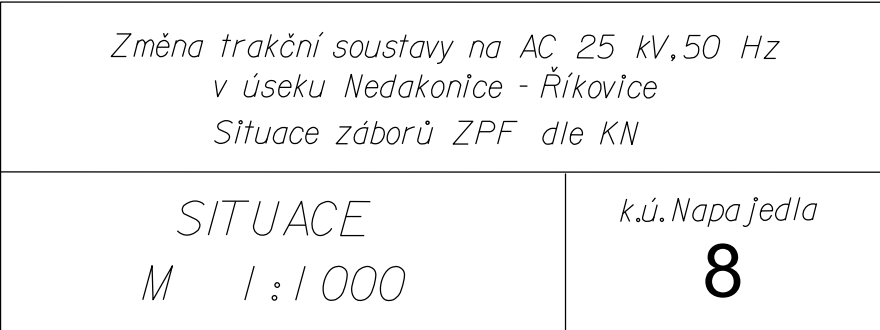 Změna trakční soustavy na AC 25 kV,50 Hz
v úseku Nedakonice - Říkovice
Situace záborů ZPF dle KN
SITUACE
M 1:1000
k.ú.Napajedla
8